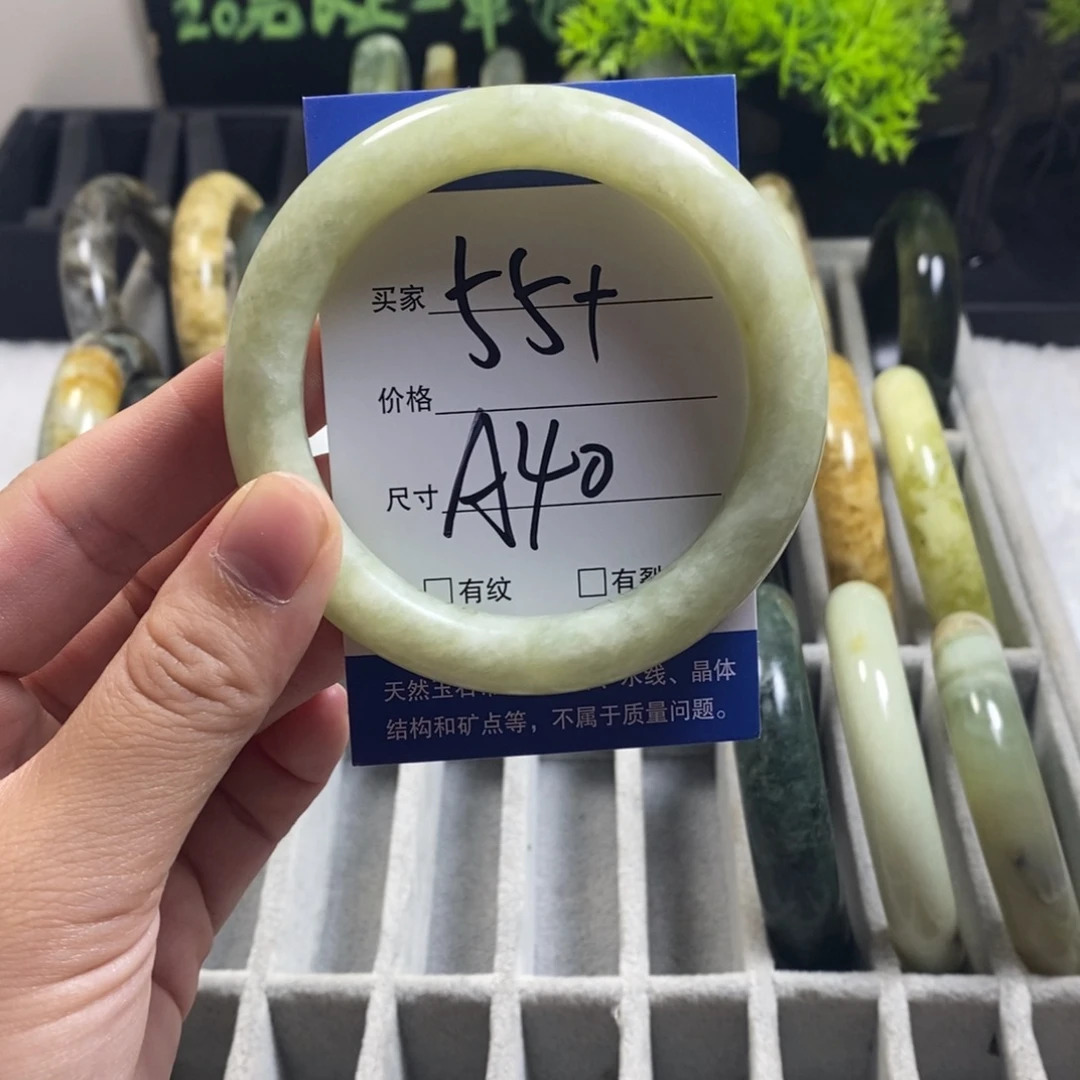 买家 55+
价格
尺寸 A40
□有纹 □有裂
天然玉石 水线、晶体
结构和矿点等，不属于质量问题。